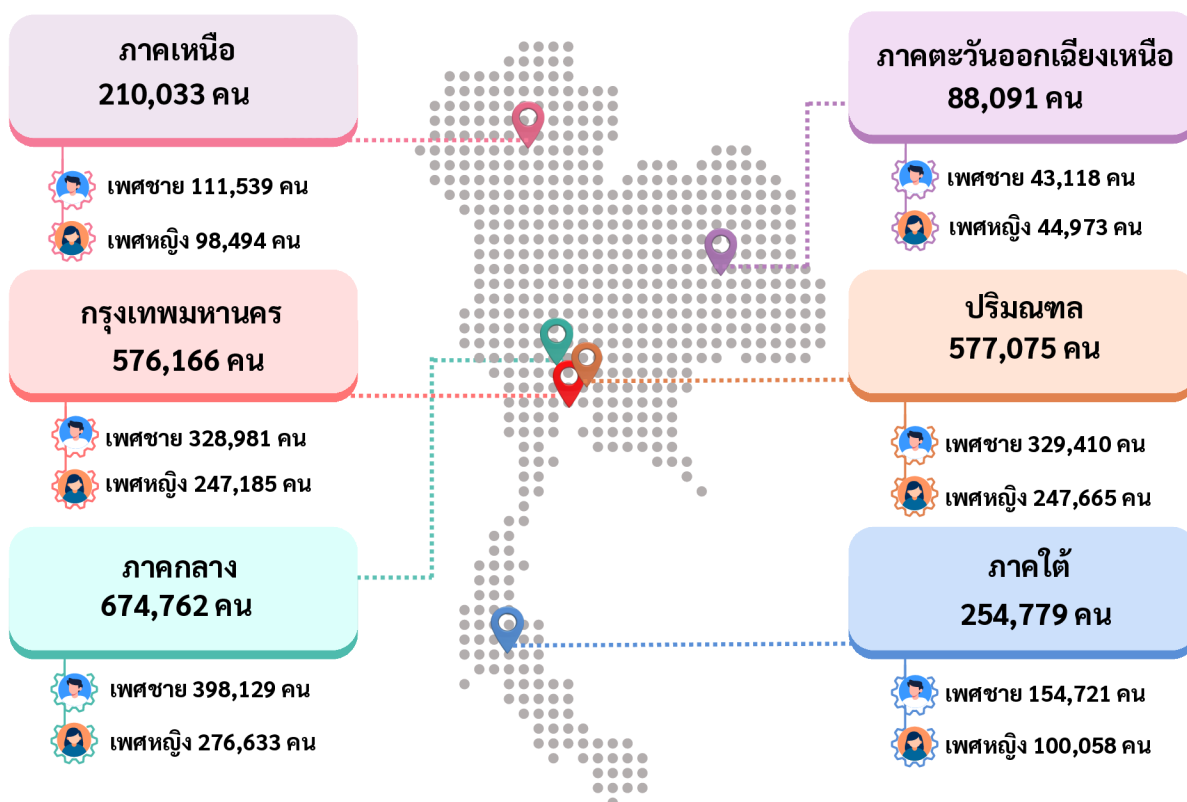 ภาคเหนือ
210,033 คน
เพศชาย 111,539 คน
เพศหญิง 98,494 คน
ภาคตะวันออกเฉียงเหนือ
88,091 คน
เพศชาย 43,118 คน
เพศหญิง 44,973 คน
กรุงเทพมหานคร
576,166 คน
เพศชาย 328,981 คน
เพศหญิง 247,185 คน
ปริมณฑล
577,075 คน
เพศชาย 329,410 คน
เพศหญิง 247,665 คน
ภาคกลาง
674,762 คน
เพศชาย 398,129 คน
เพศหญิง 276,633 คน
ภาคใต้
254,779 คน
เพศชาย 154,721 คน
เพศหญิง 100,058 คน